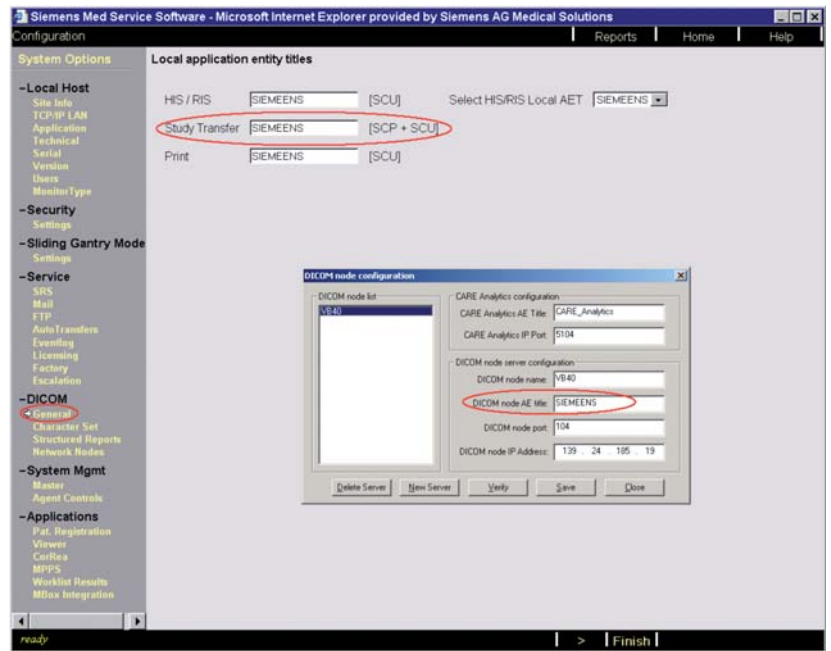 Siemens Med Service Software - Microsoft Internet Explorer provided by Siemens AG Medical Solutions
Configuration
Reports
Home
Help
System Options
Local application entity titles
-Local Host
Site Info
TCP/IP LAN
Application
Technical
Serial
Version
Users
MonitorType
-Security
Settings
-Sliding Gantry Mode
Settings
-Service
SRS
Mail
FTP
AutoTransfers
Eventlog
Licensing
Factory
Escalation
-DICOM
General
Character Set
Structured Reports
Network Nodes
-System Mgmt
Master
Agent Controls
-Applications
Pat. Registration
Viewer
CorRea
MPPS
Worklist Results
MBox Integration
HIS / RIS SIEMEENS [SCU] Select HIS/RIS Local AET SIEMEENS
Study Transfer SIEMEENS [SCP + SCU]
Print SIEMEENS [SCU]
DICOM node configuration
DICOM node list
VB40
CARE Analytics configuration
CARE Analytics AE Title: CARE_Analytics
CARE Analytics IP Port: 5104
DICOM node server configuration
DICOM node name: VB40
DICOM node AE title: SIEMEENS
DICOM node port: 104
DICOM node IP Address: 139 . 24 . 185 . 19
Delete Server
New Server
Verify
Save
Close
ready
>
Finish